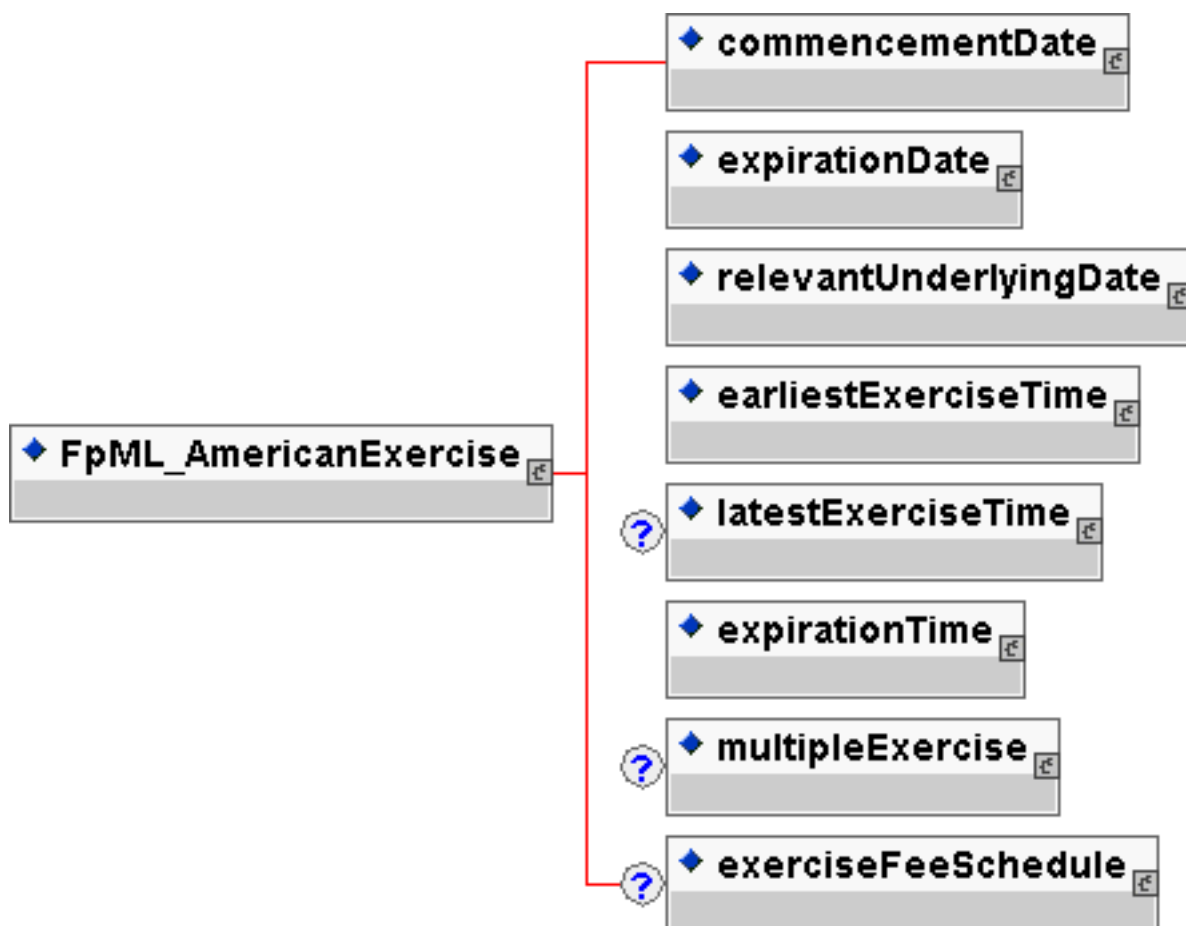 commencementDate
expirationDate
relevantUnderlyingDate
earliestExerciseTime
FpML_AmericanExercise
? latestExerciseTime
expirationTime
? multipleExercise
? exerciseFeeSchedule